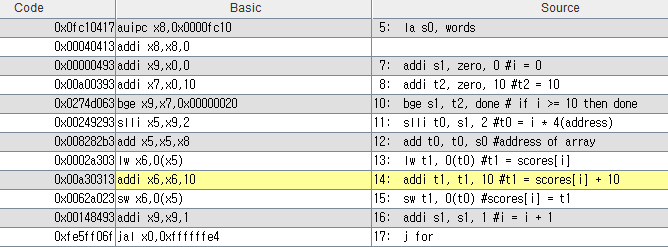 Code Basic Source
0x0fc10417 auipc x8,0x0000fc10 5: la s0, words
0x00040413 addi x8,x8,0
0x00000493 addi x9,x0,0 7: addi s1, zero, 0 #i = 0
0x00a00393 addi x7,x0,10 8: addi t2, zero, 10 #t2 = 10
0x0274d063 bge x9,x7,0x00000020 10: bge s1, t2, done # if i >= 10 then done
0x00249293 slli x5,x9,2 11: slli t0, s1, 2 #t0 = i * 4(address)
0x008282b3 add x5,x5,x8 12: add t0, t0, s0 #address of array
0x0002a303 lw x6,0(x5) 13: lw t1, 0(t0) #t1 = scores[i]
0x00a30313 addi x6,x6,10 14: addi t1, t1, 10 #t1 = scores[i] + 10
0x0062a023 sw x6,0(x5) 15: sw t1, 0(t0) #scores[i] = t1
0x00148493 addi x9,x9,1 16: addi s1, s1, 1 #i = i + 1
0xfe5ff06f jal x0,0xffffffe4 17: j for